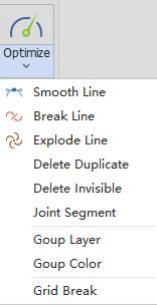 Optimize
Smooth Line
Break Line
Explode Line
Delete Duplicate
Delete Invisible
Joint Segment
Goup Layer
Goup Color
Grid Break